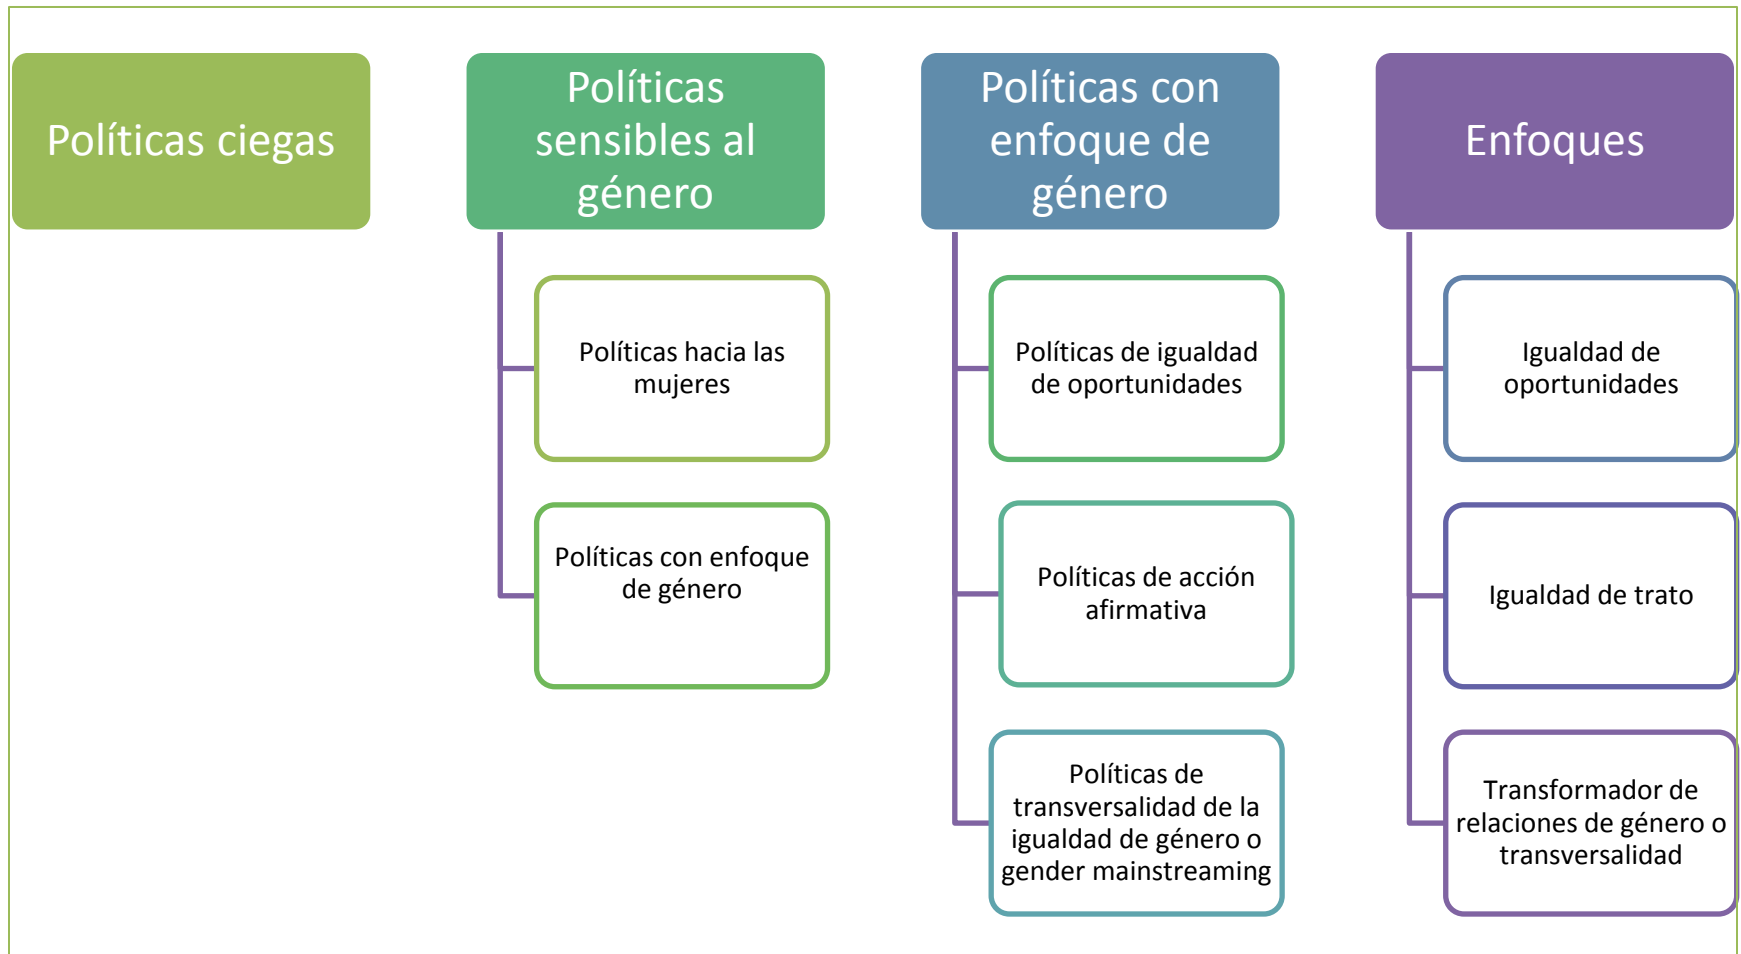 Políticas ciegas
Políticas
sensibles al
género
Políticas hacia las
mujeres
Políticas con enfoque
de género
Políticas con
enfoque de
género
Políticas de igualdad
de oportunidades
Políticas de acción
afirmativa
Políticas de
transversalidad de la
igualdad de género o
gender mainstreaming
Enfoques
Igualdad de
oportunidades
Igualdad de trato
Transformador de
relaciones de género o
transversalidad